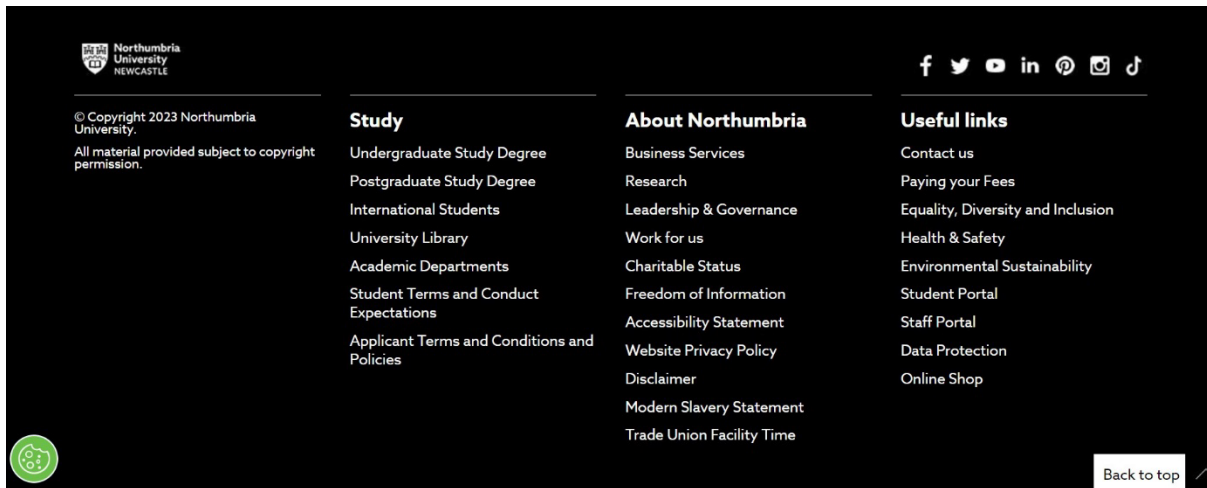 Northumbria
University
NEWCASTLE
© Copyright 2023 Northumbria
University.
All material provided subject to copyright
permission.
Study
Undergraduate Study Degree
Postgraduate Study Degree
International Students
University Library
Academic Departments
Student Terms and Conduct
Expectations
Applicant Terms and Conditions and
Policies
About Northumbria
Business Services
Research
Leadership & Governance
Work for us
Charitable Status
Freedom of Information
Accessibility Statement
Website Privacy Policy
Disclaimer
Modern Slavery Statement
Trade Union Facility Time
Useful links
Contact us
Paying your Fees
Equality, Diversity and Inclusion
Health & Safety
Environmental Sustainability
Student Portal
Staff Portal
Data Protection
Online Shop
Back to top